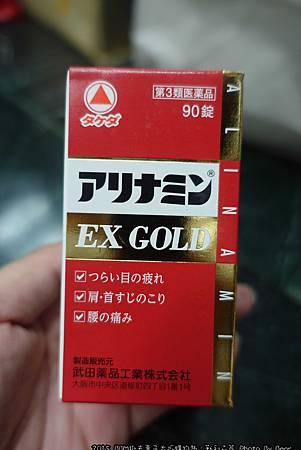 第3類医薬品
90錠
タケダ
アリナミン®
EX GOLD
ALINAMIN
つらい目の疲れ
肩・首すじのこり
腰の痛み
製造販売元
武田薬品工業株式会社
大阪市中央区道修町四丁目1番1号